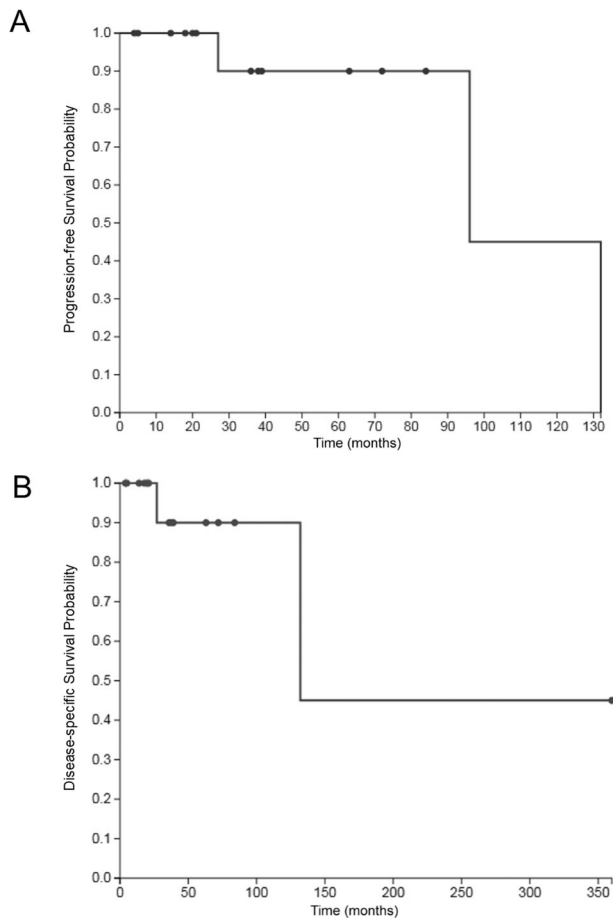 A
Progression-free Survival Probability
1.0
0.9
0.8
0.7
0.6
0.5
0.4
0.3
0.2
0.1
0.0
0 10 20 30 40 50 60 70 80 90 100 110 120 130
Time (months)
B
Disease-specific Survival Probability
1.0
0.9
0.8
0.7
0.6
0.5
0.4
0.3
0.2
0.1
0.0
0 50 100 150 200 250 300 350
Time (months)